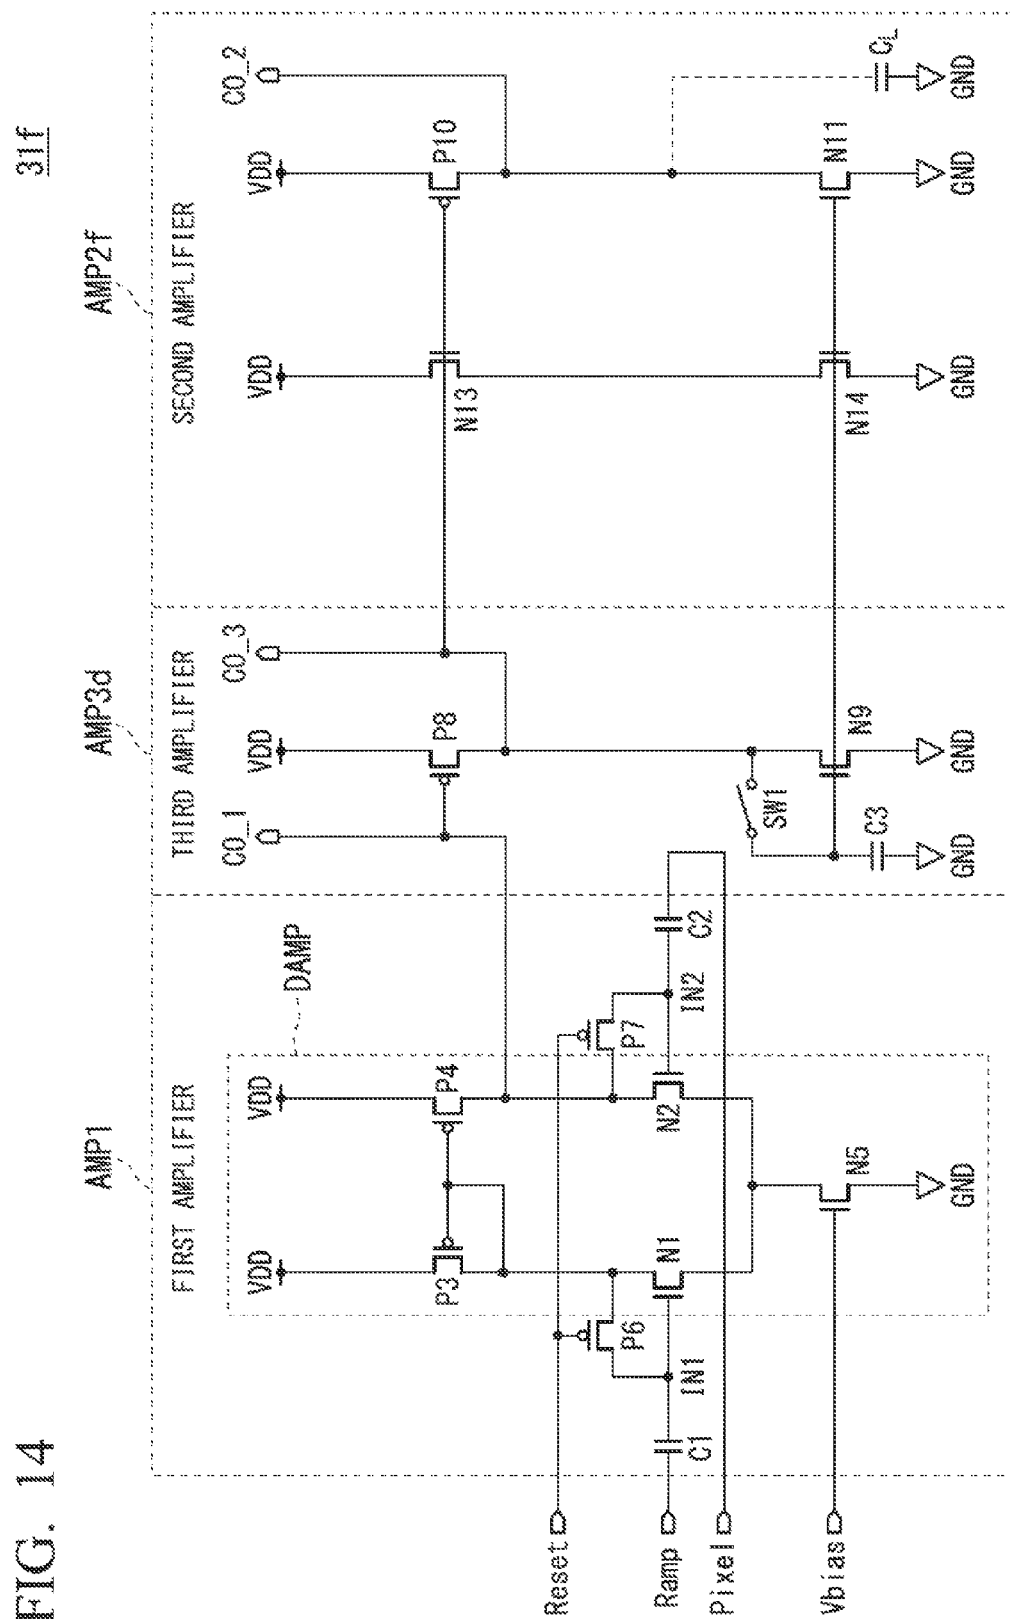 FIG. 14
31f
AMP1
AMP3d
AMP2f
FIRST AMPLIFIER
THIRD AMPLIFIER
SECOND AMPLIFIER
DAMP
CO_1
CO_3
CO_2
VDD
VDD
VDD
VDD
VDD
P3
P4
P8
N13
P10
Reset
P6
P7
Ramp
C1
IN1
N1
N2
IN2
C2
Pixel
SW1
Vbias
N5
C3
N9
N14
N11
CL
GND
GND
GND
GND
GND
GND